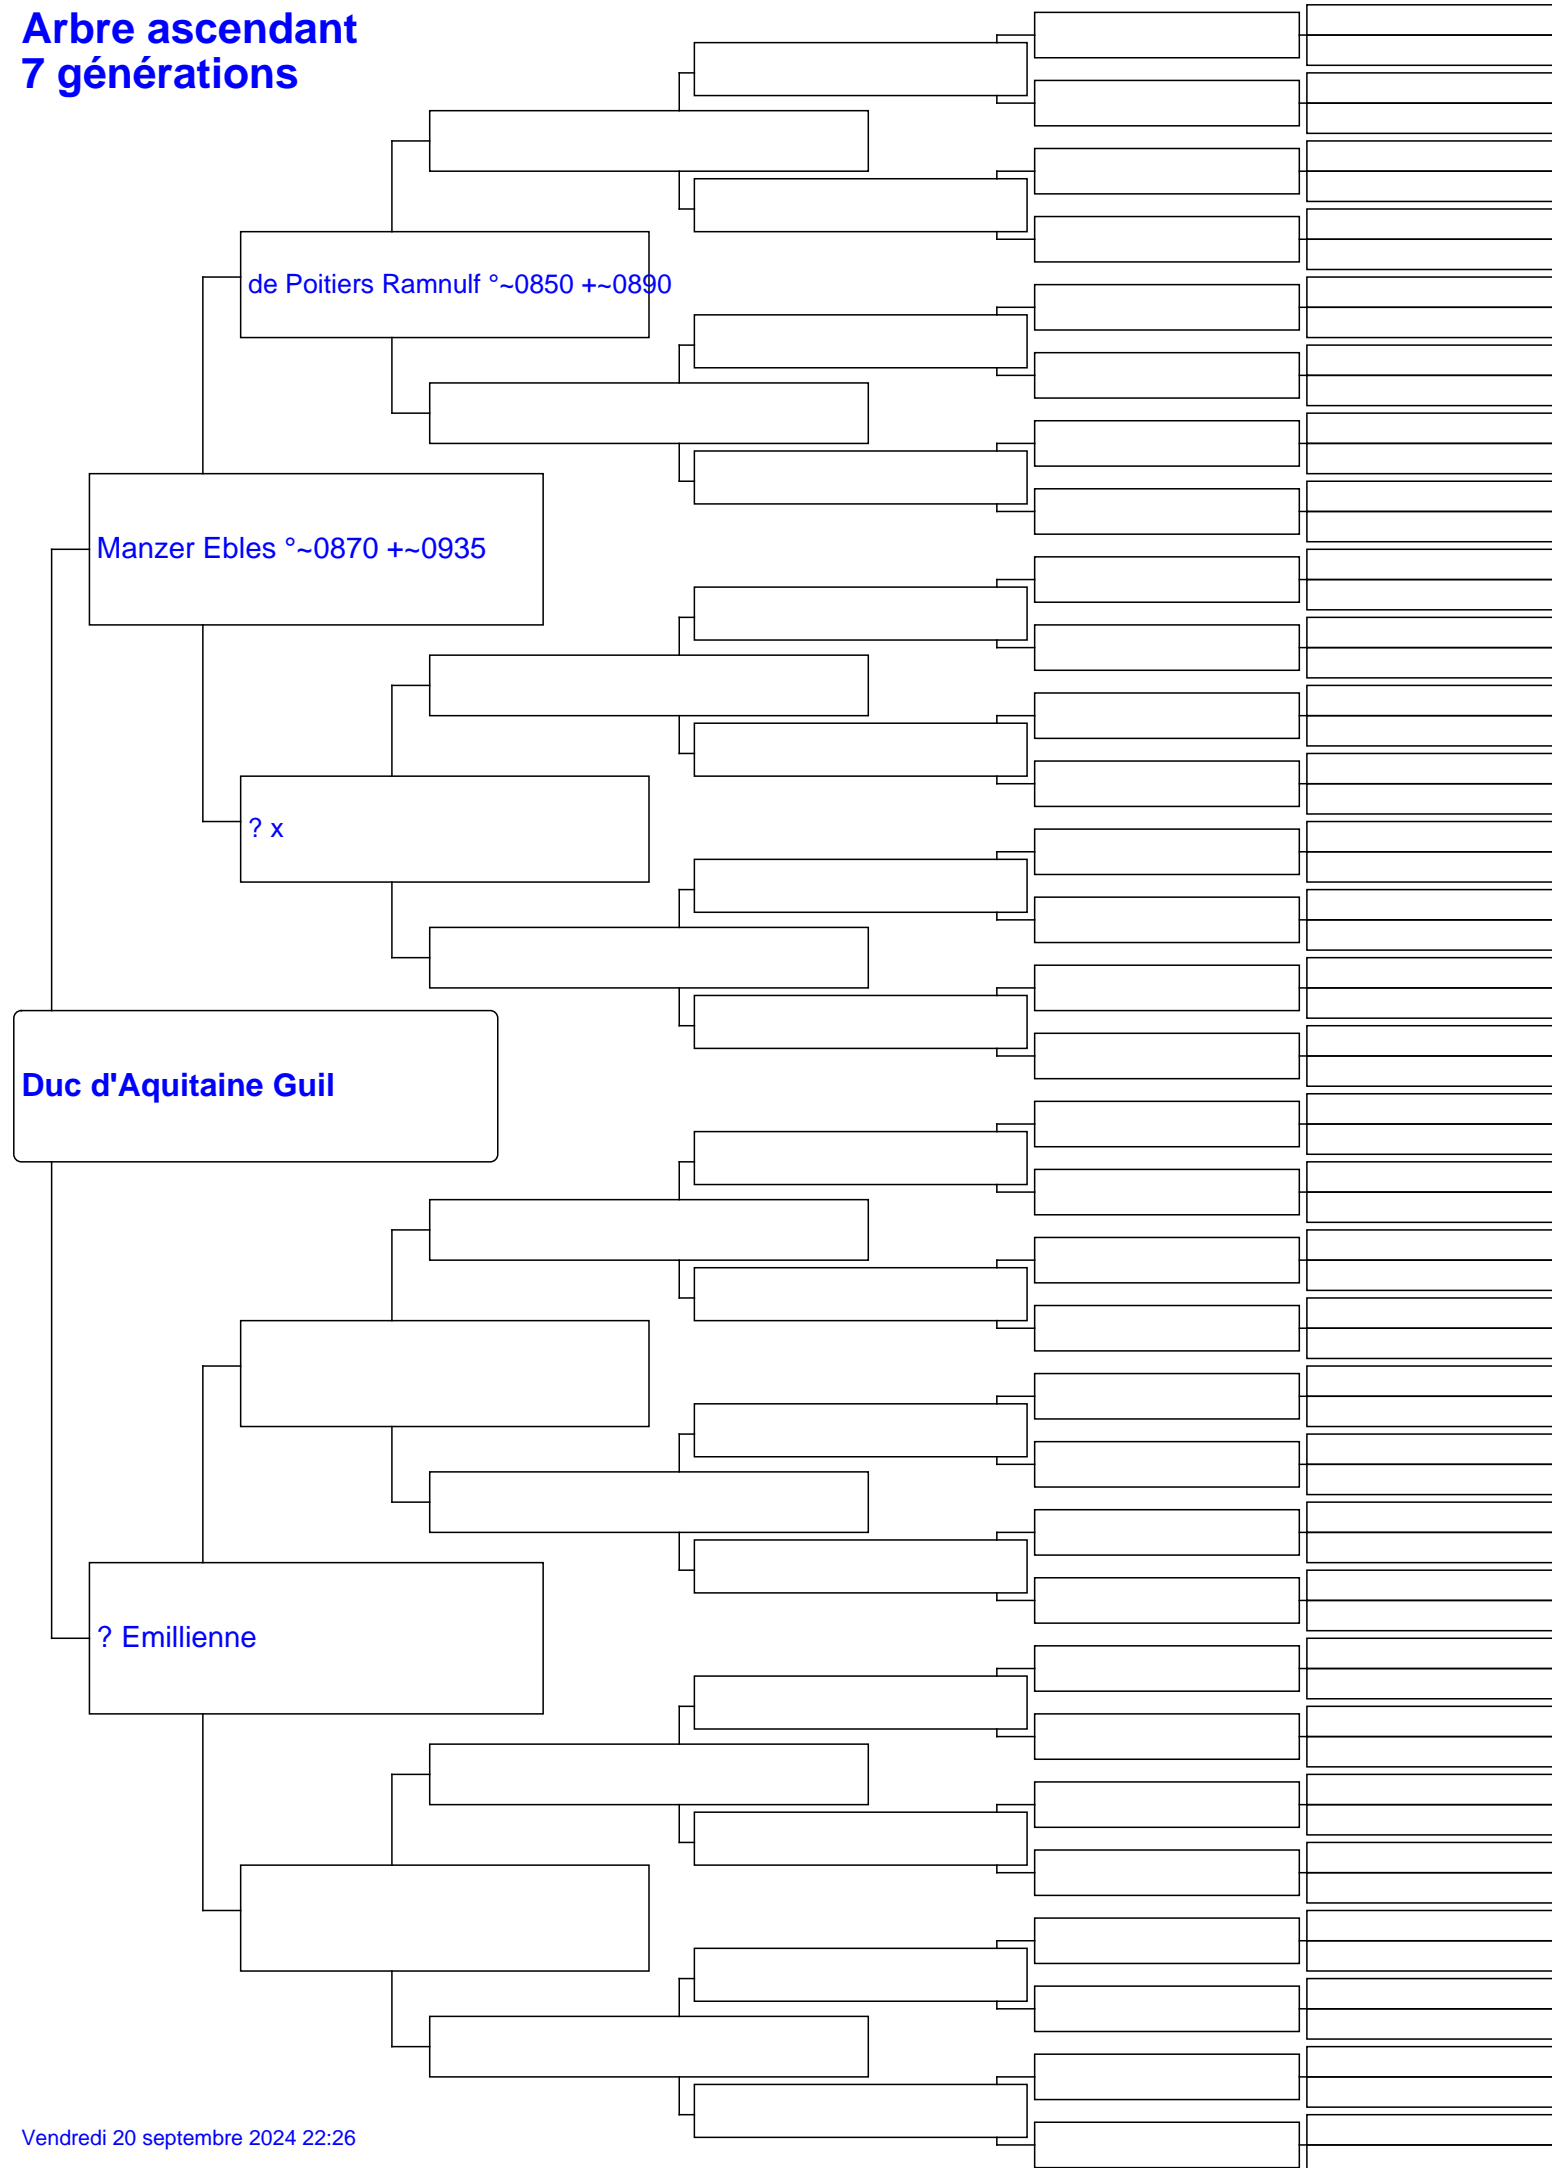 Arbre ascendant
7 générations
de Poitiers Ramnulf °~0850 +~0890
Manzer Ebles °~0870 +~0935
? x
Duc d'Aquitaine Guil
? Emillienne
Vendredi 20 septembre 2024 22:26